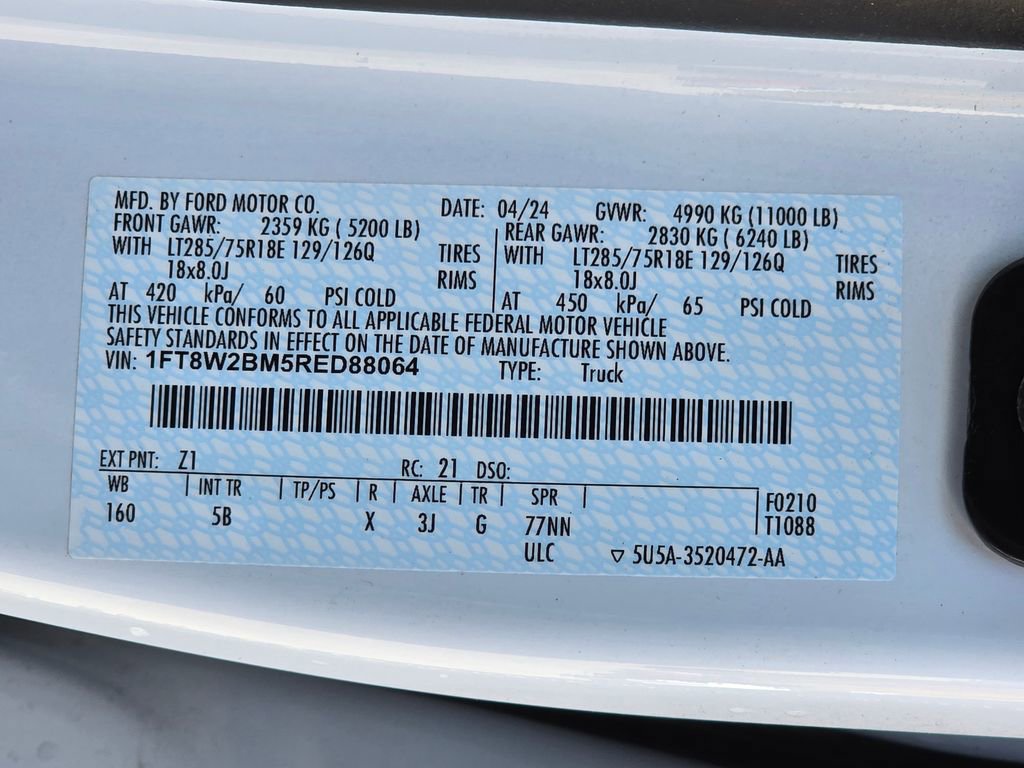 MFD. BY FORD MOTOR CO. DATE: 04/24 GVWR: 4990 KG (11000 LB)
FRONT GAWR: 2359 KG ( 5200 LB) REAR GAWR: 2830 KG ( 6240 LB)
WITH LT285/75R18E 129/126Q TIRES WITH LT285/75R18E 129/126Q TIRES
18x8.0J RIMS 18x8.0J RIMS
AT 420 kPa/ 60 PSI COLD AT 450 kPa/ 65 PSI COLD
THIS VEHICLE CONFORMS TO ALL APPLICABLE FEDERAL MOTOR VEHICLE
SAFETY STANDARDS IN EFFECT ON THE DATE OF MANUFACTURE SHOWN ABOVE.
VIN: 1FT8W2BM5RED88064 TYPE: Truck
EXT PNT: Z1 RC: 21 DSO:
WB INT TR TP/PS R AXLE TR SPR F0210
160 5B X 3J G 77NN T1088
ULC ▽ 5U5A-3520472-AA